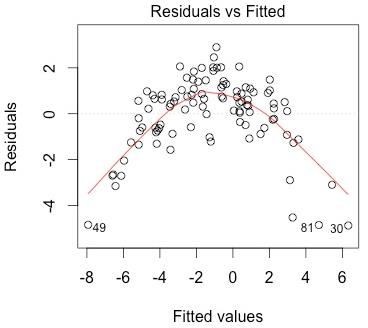 Residuals vs Fitted
Residuals
2
0
-2
-4
49
81
30
-8 -6 -4 -2 0 2 4 6
Fitted values